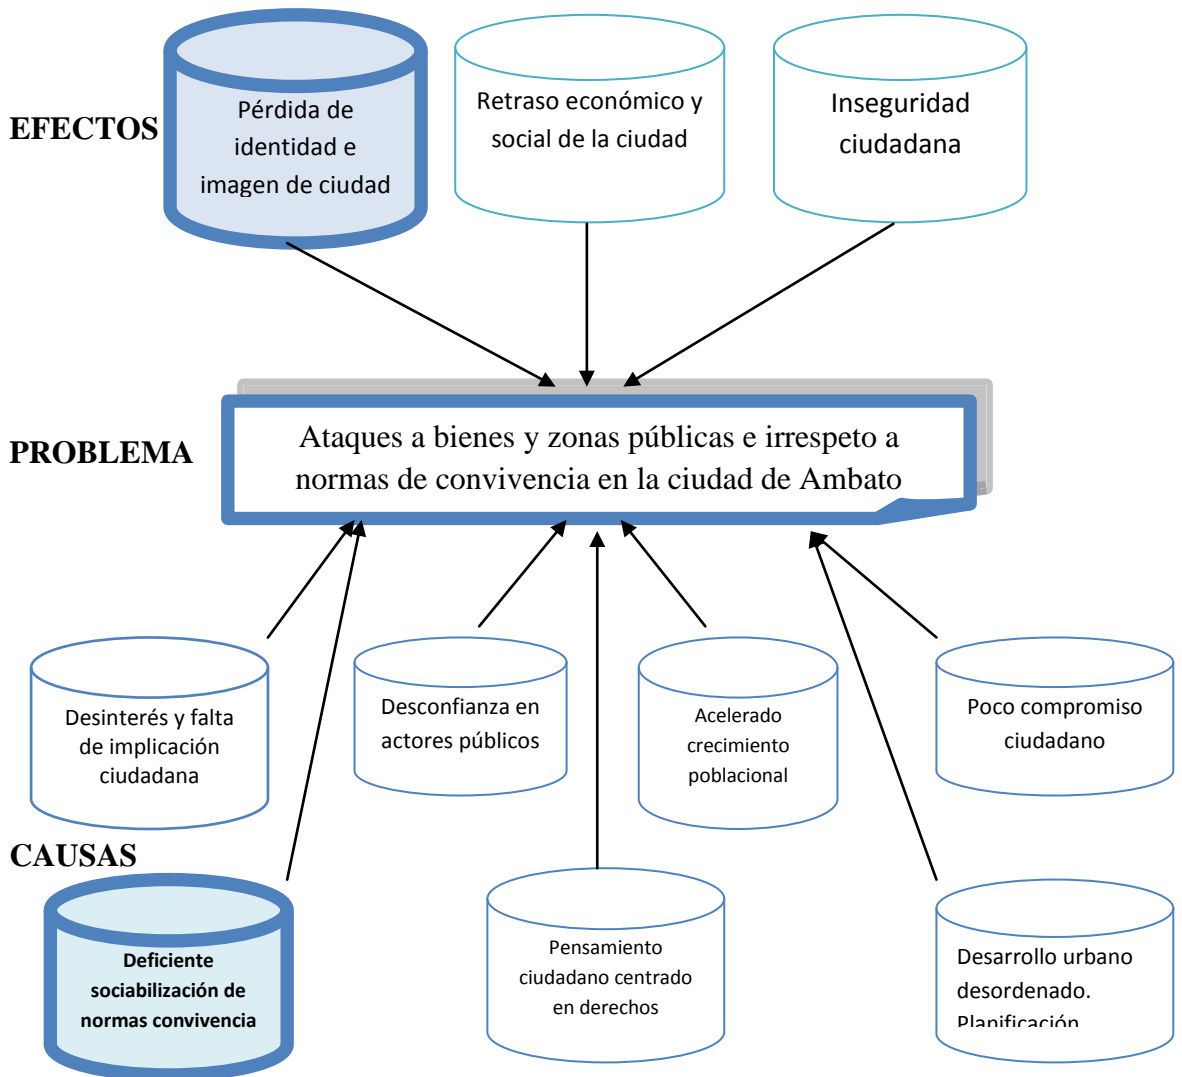 EFECTOS
Pérdida de
identidad e
imagen de ciudad
Retraso económico y
social de la ciudad
Inseguridad
ciudadana
PROBLEMA
Ataques a bienes y zonas públicas e irrespeto a
normas de convivencia en la ciudad de Ambato
Desinterés y falta
de implicación
ciudadana
Desconfianza en
actores públicos
Acelerado
crecimiento
poblacional
Poco compromiso
ciudadano
CAUSAS
Deficiente
sociabilización de
normas convivencia
Pensamiento
ciudadano centrado
en derechos
Desarrollo urbano
desordenado.
Planificación